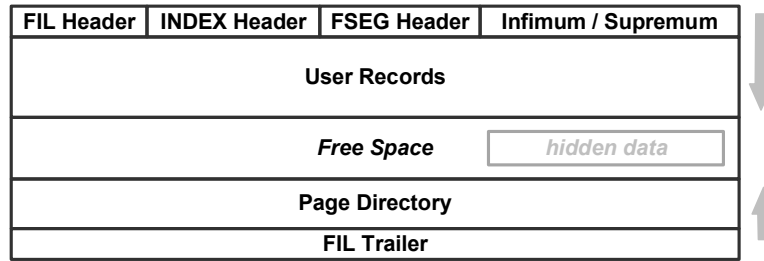 FIL Header INDEX Header FSEG Header Infimum / Supremum
User Records
Free Space hidden data
Page Directory
FIL Trailer